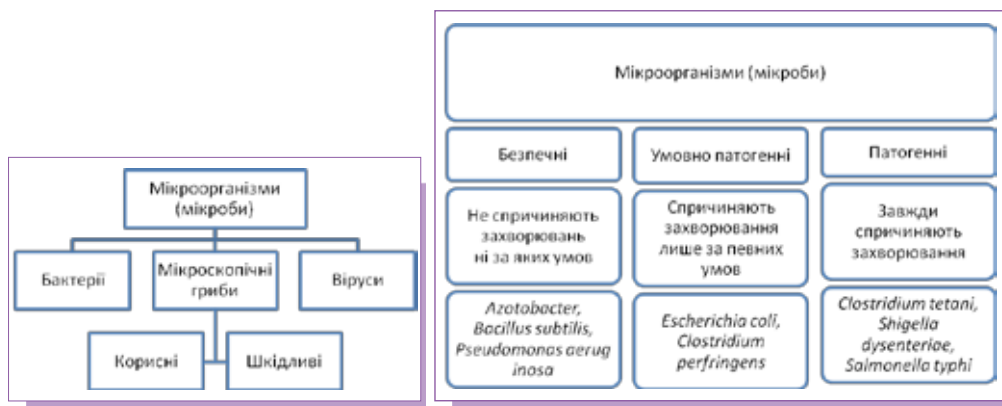 Мікроорганізми
(мікроби)
Бактерії
Мікроскопічні
гриби
Віруси
Корисні
Шкідливі
Мікроорганізми (мікроби)
Безпечні
Умовно патогенні
Патогенні
Не спричиняють
захворювань
ні за яких умов
Спричиняють
захворювання
лише за певних
умов
Завжди
спричиняють
захворювання
Azotobacter,
Bacillus subtilis,
Pseudomonas aerug
inosa
Escherichia coli,
Clostridium
perfringens
Clostridium tetani,
Shigella
dysenteriae,
Salmonella typhi